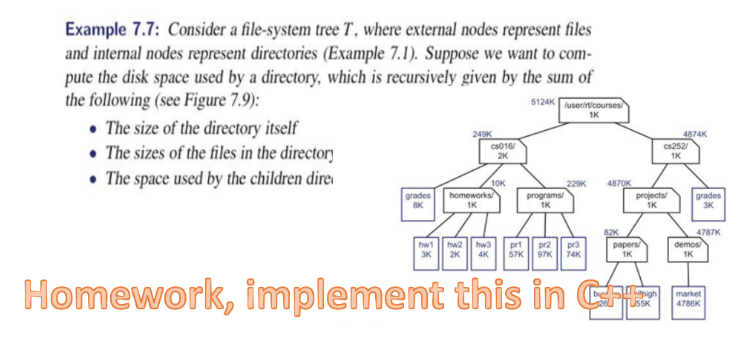 Example 7.7: Consider a file-system tree T, where external nodes represent files
and internal nodes represent directories (Example 7.1). Suppose we want to com-
pute the disk space used by a directory, which is recursively given by the sum of
the following (see Figure 7.9):
• The size of the directory itself
• The sizes of the files in the directory
• The space used by the children
5124K
/user/rt/courses/
1K
249K
cs016/
2K
4874K
cs252/
1K
grades
8K
10K
homeworks/
1K
229K
programs/
1K
4870K
projects/
1K
grades
3K
hw1
3K
hw2
2K
hw3
4K
pr1
57K
pr2
97K
pr3
74K
82K
papers/
1K
4787K
demos/
1K
market
4786K
Homework, implement this in C++